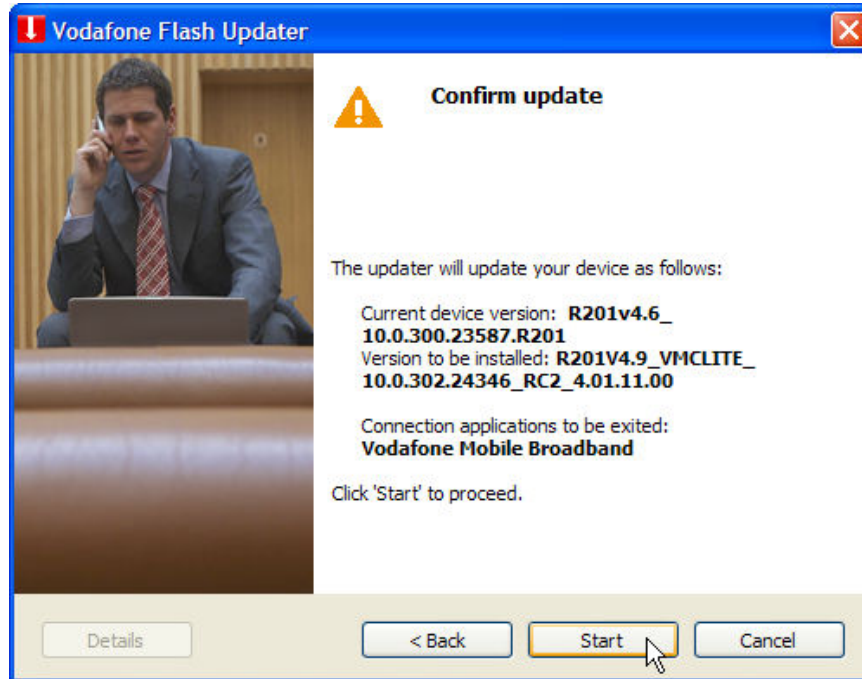 Vodafone Flash Updater
Confirm update
The updater will update your device as follows:
Current device version: R201v4.6_
10.0.300.23587.R201
Version to be installed: R201V4.9_VMCLITE_
10.0.302.24346_RC2_4.01.11.00
Connection applications to be exited:
Vodafone Mobile Broadband
Click 'Start' to proceed.
Details
< Back
Start
Cancel